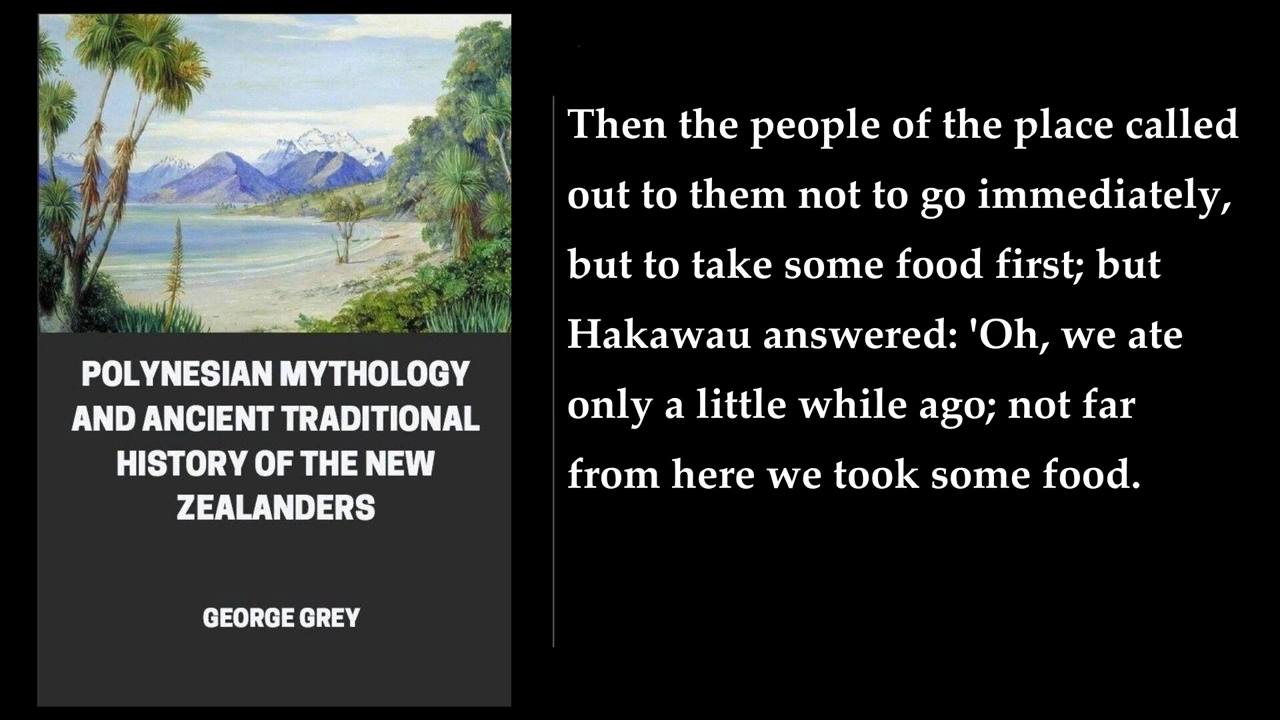 POLYNESIAN MYTHOLOGY
AND ANCIENT TRADITIONAL
HISTORY OF THE NEW
ZEALANDERS
GEORGE GREY
Then the people of the place called
out to them not to go immediately,
but to take some food first; but
Hakawau answered: 'Oh, we ate
only a little while ago; not far
from here we took some food.